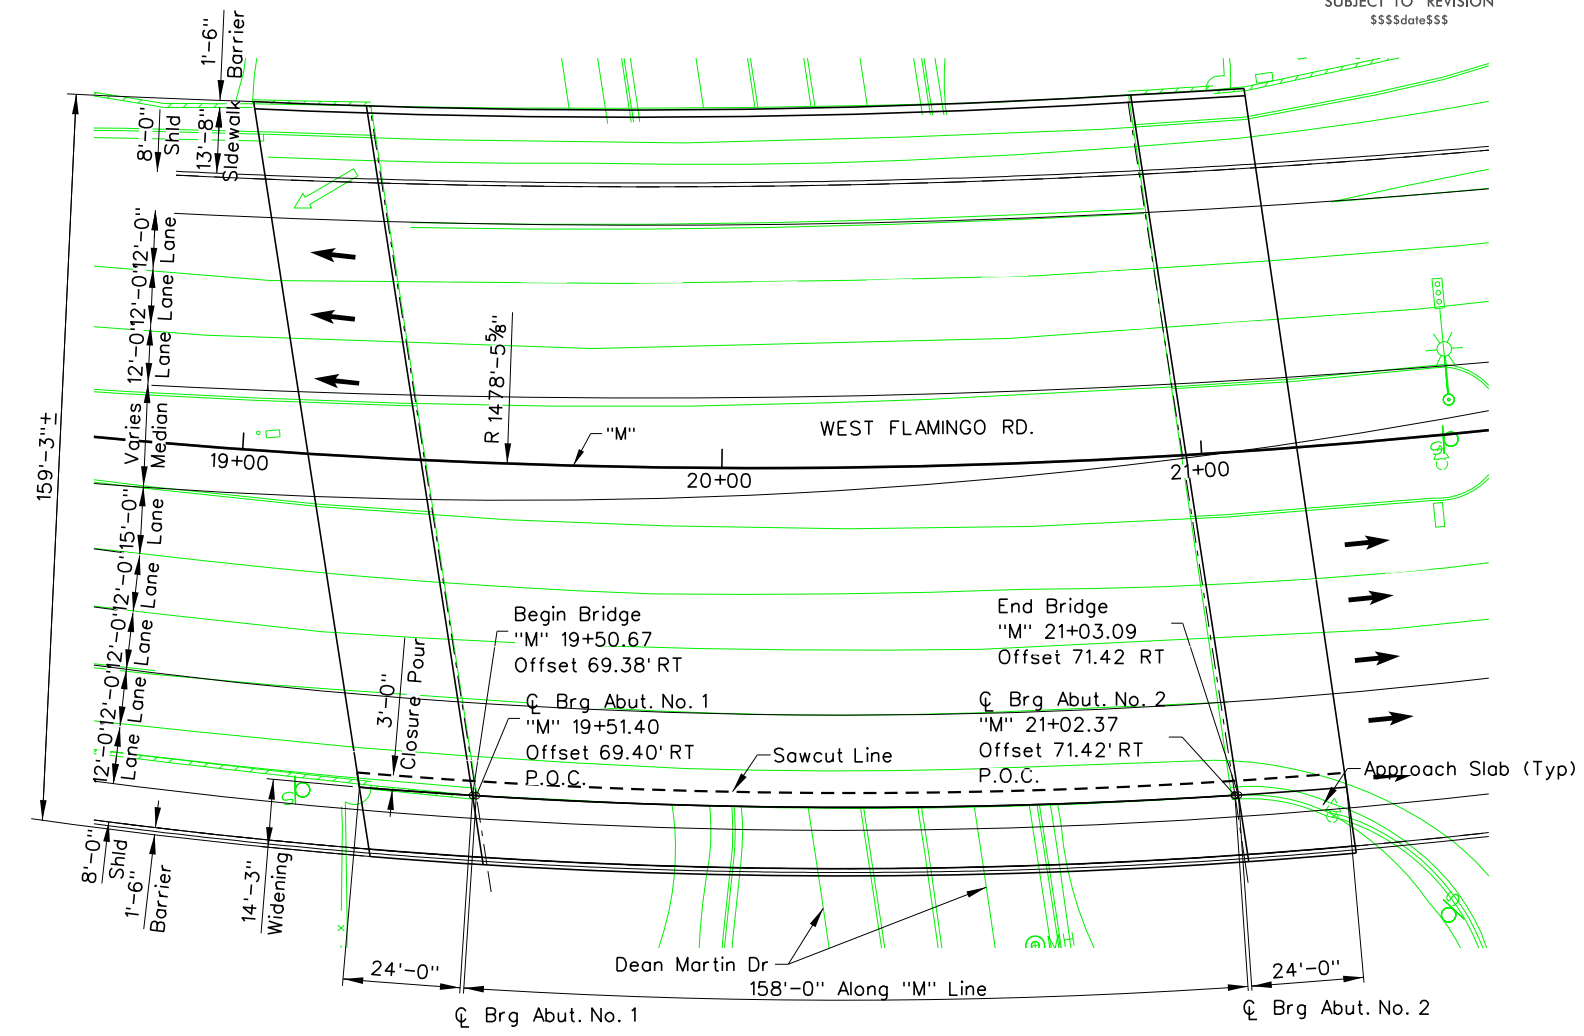 SUBJECT TO REVISION
$$$$date$$$
1'-6"
Barrier
8'-0"
Shld
13'-8"
Sidewalk
12'-0"
Lane
12'-0"
Lane
12'-0"
Lane
Varies
Median
15'-0"
Lane
12'-0"
Lane
12'-0"
Lane
12'-0"
Lane
12'-0"
Lane
159'-3"±
R 1478'-5⅝"
"M"
WEST FLAMINGO RD.
19+00
20+00
21+00
Begin Bridge
"M" 19+50.67
Offset 69.38' RT
℄ Brg Abut. No. 1
"M" 19+51.40
Offset 69.40' RT
P.O.C.
End Bridge
"M" 21+03.09
Offset 71.42 RT
℄ Brg Abut. No. 2
"M" 21+02.37
Offset 71.42' RT
P.O.C.
3'-0"
Closure Pour
Sawcut Line
Approach Slab (Typ)
8'-0"
Shld
1'-6"
Barrier
14'-3"
Widening
MH
Dean Martin Dr
24'-0"
158'-0" Along "M" Line
24'-0"
℄ Brg Abut. No. 1
℄ Brg Abut. No. 2